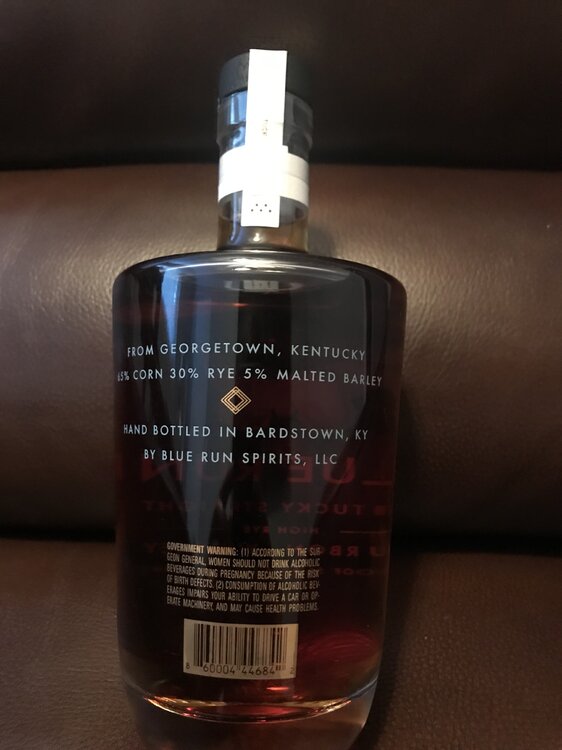 FROM GEORGETOWN, KENTUCKY
65% CORN 30% RYE 5% MALTED BARLEY
HAND BOTTLED IN BARDSTOWN, KY
BY BLUE RUN SPIRITS, LLC
GOVERNMENT WARNING: (1) ACCORDING TO THE SUR-
GEON GENERAL, WOMEN SHOULD NOT DRINK ALCOHOLIC
BEVERAGES DURING PREGNANCY BECAUSE OF THE RISK
OF BIRTH DEFECTS. (2) CONSUMPTION OF ALCOHOLIC BEV-
ERAGES IMPAIRS YOUR ABILITY TO DRIVE A CAR OR OP-
ERATE MACHINERY, AND MAY CAUSE HEALTH PROBLEMS.
8 60004 44684 2